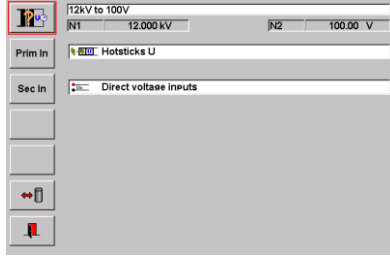 12kV to 100V
N1 12.000 kV N2 100.00 V
Prim In Hotsticks U
Sec In Direct voltage inputs